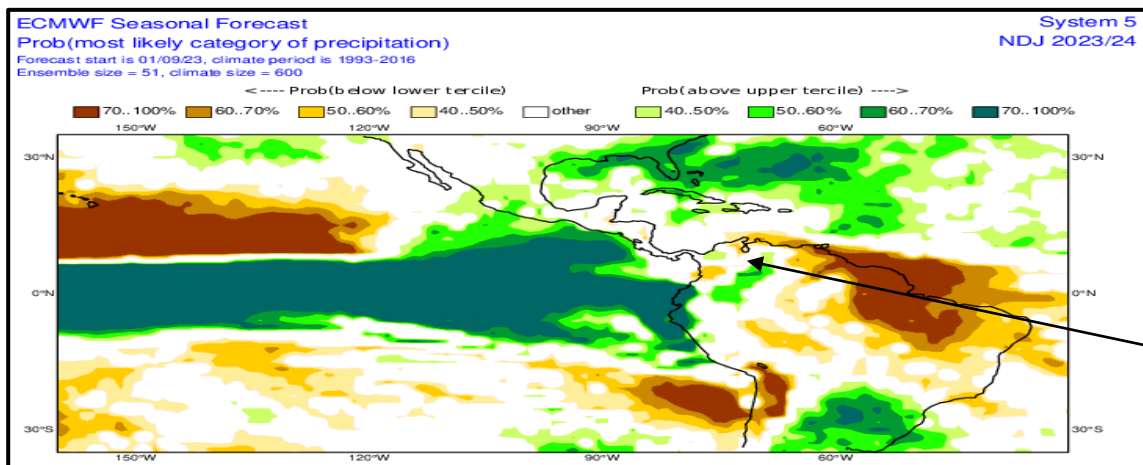 ECMWF Seasonal Forecast System 5
Prob(most likely category of precipitation) NDJ 2023/24
Forecast start is 01/09/23, climate period is 1993-2016
Ensemble size = 51, climate size = 600
<---- Prob(below lower tercile) Prob(above upper tercile) ---->
70..100% 60..70% 50..60% 40..50% other 40..50% 50..60% 60..70% 70..100%
150°W 120°W 90°W 60°W
30°N 30°N
0°N 0°N
30°S 30°S
150°W 120°W 90°W 60°W